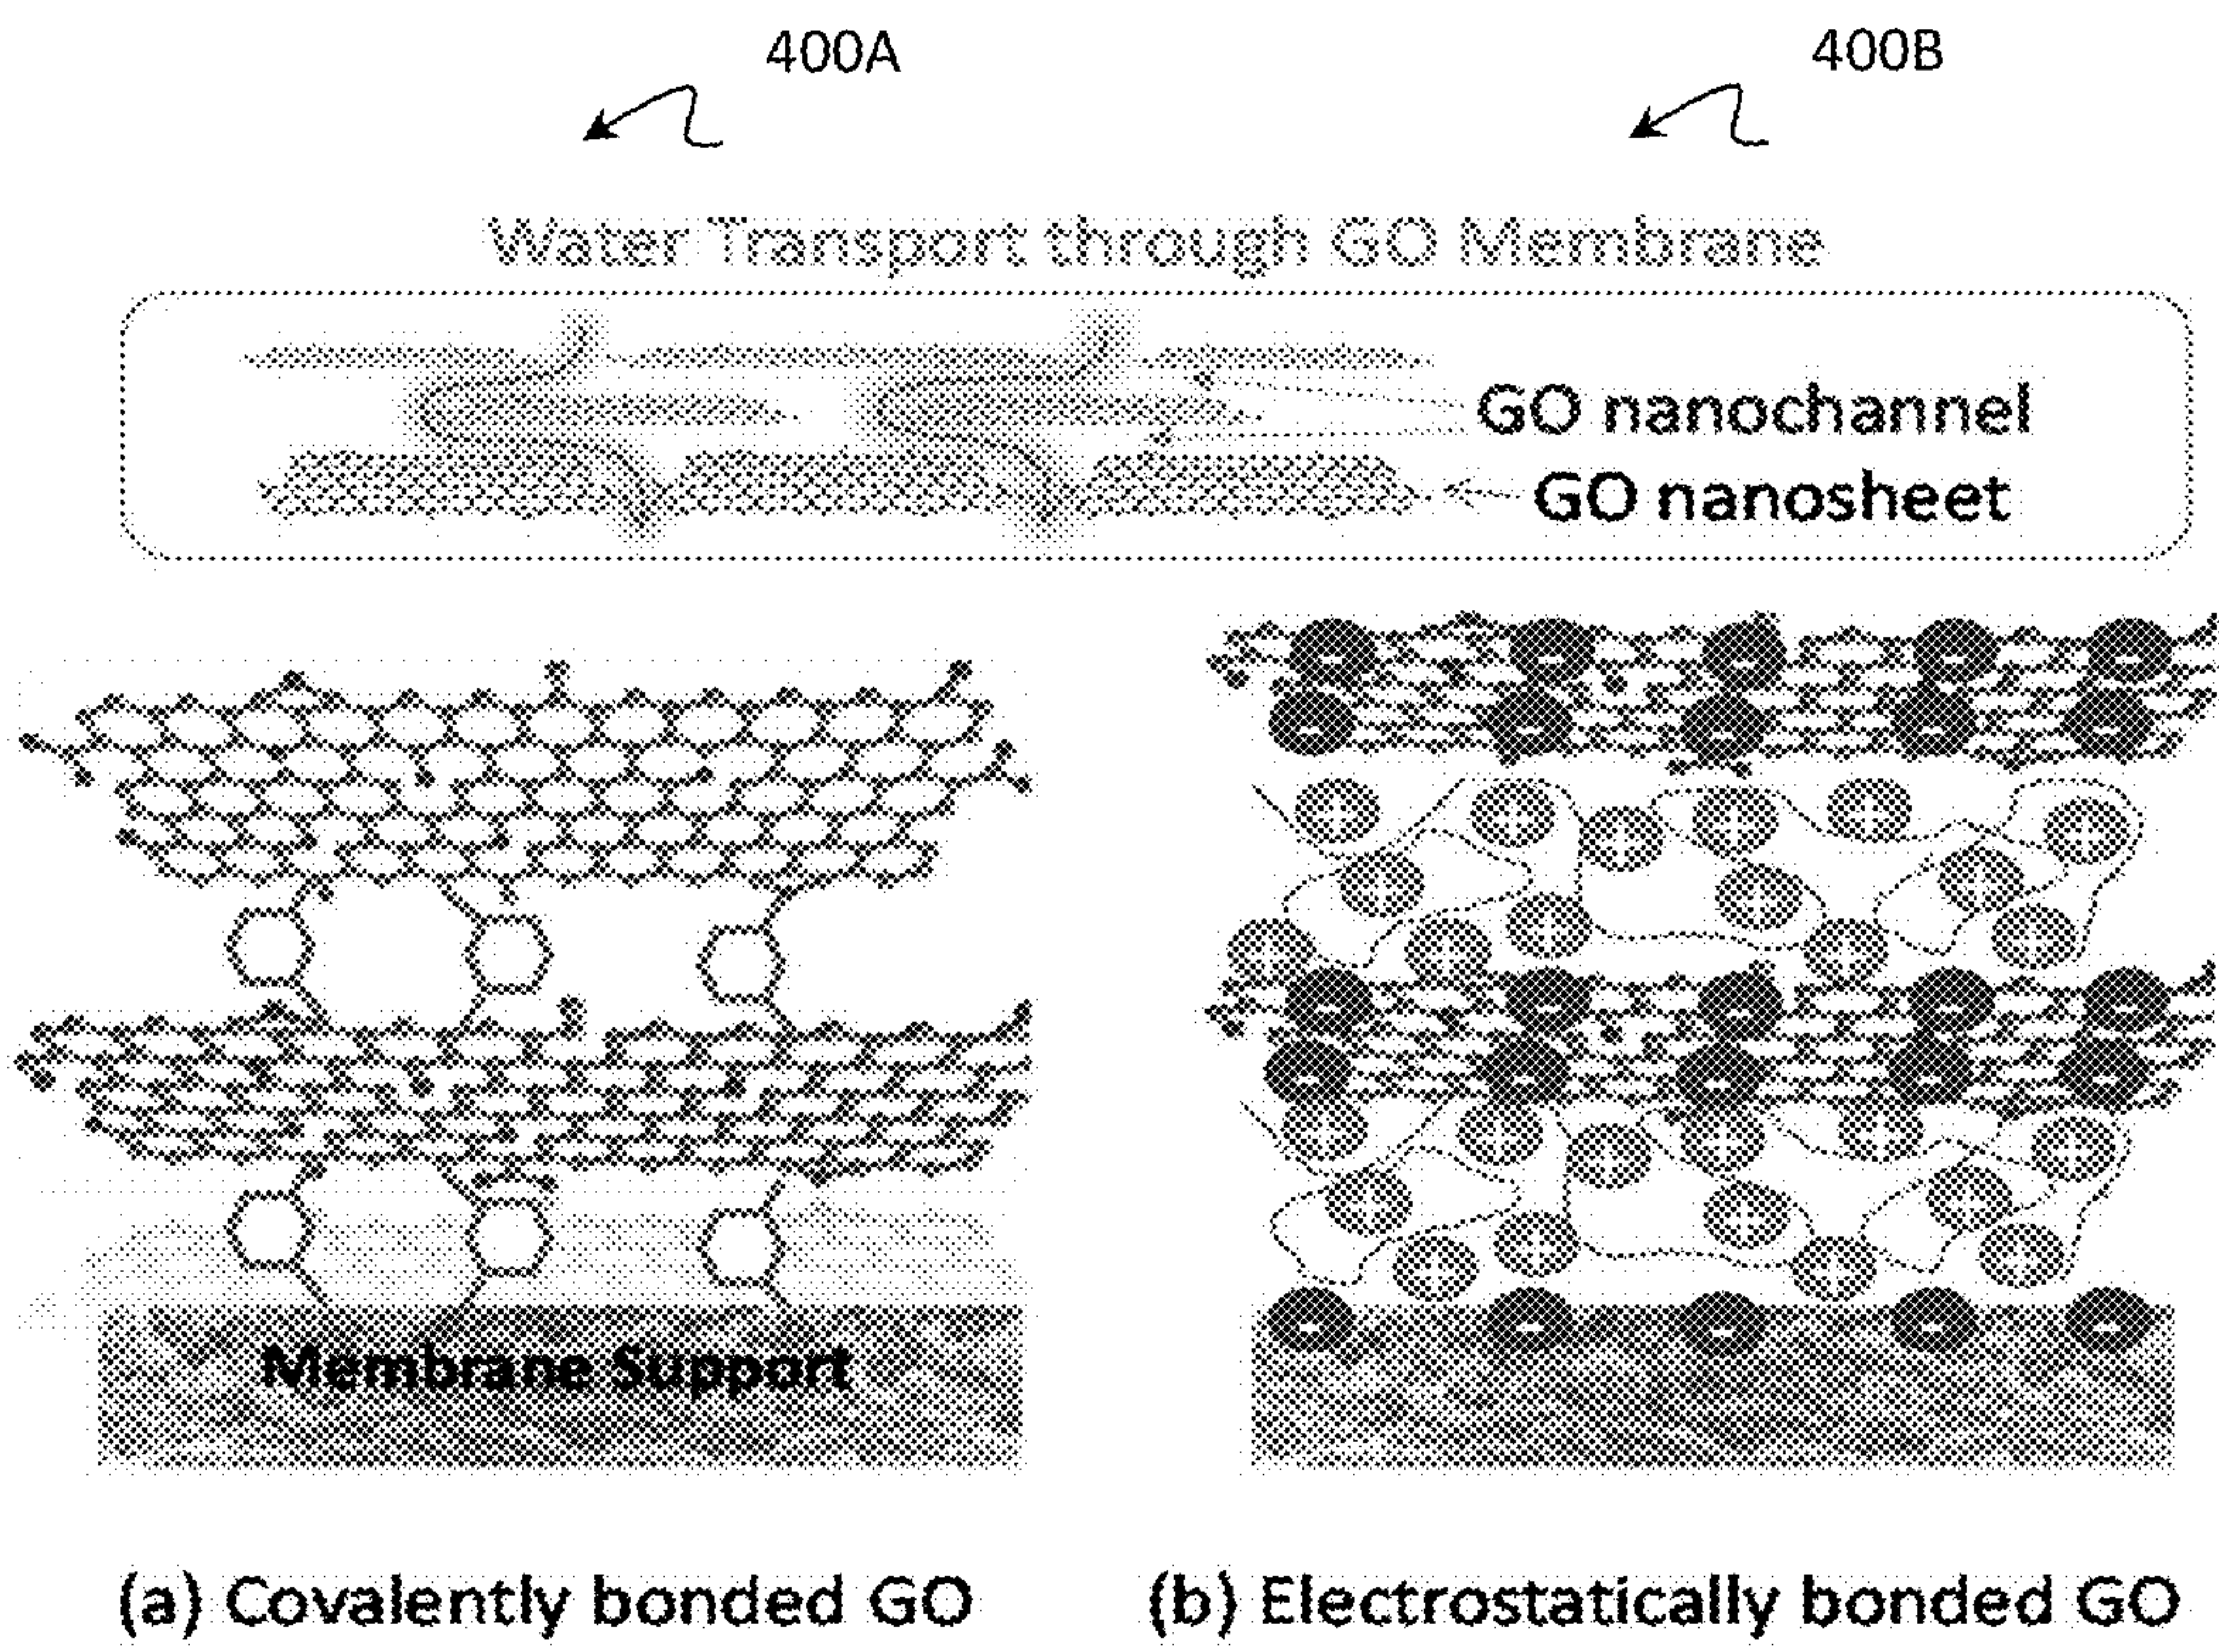 400A
400B
Water Transport through GO Membrane
GO nanochannel
GO nanosheet
Membrane Support
(a) Covalently bonded GO
(b) Electrostatically bonded GO